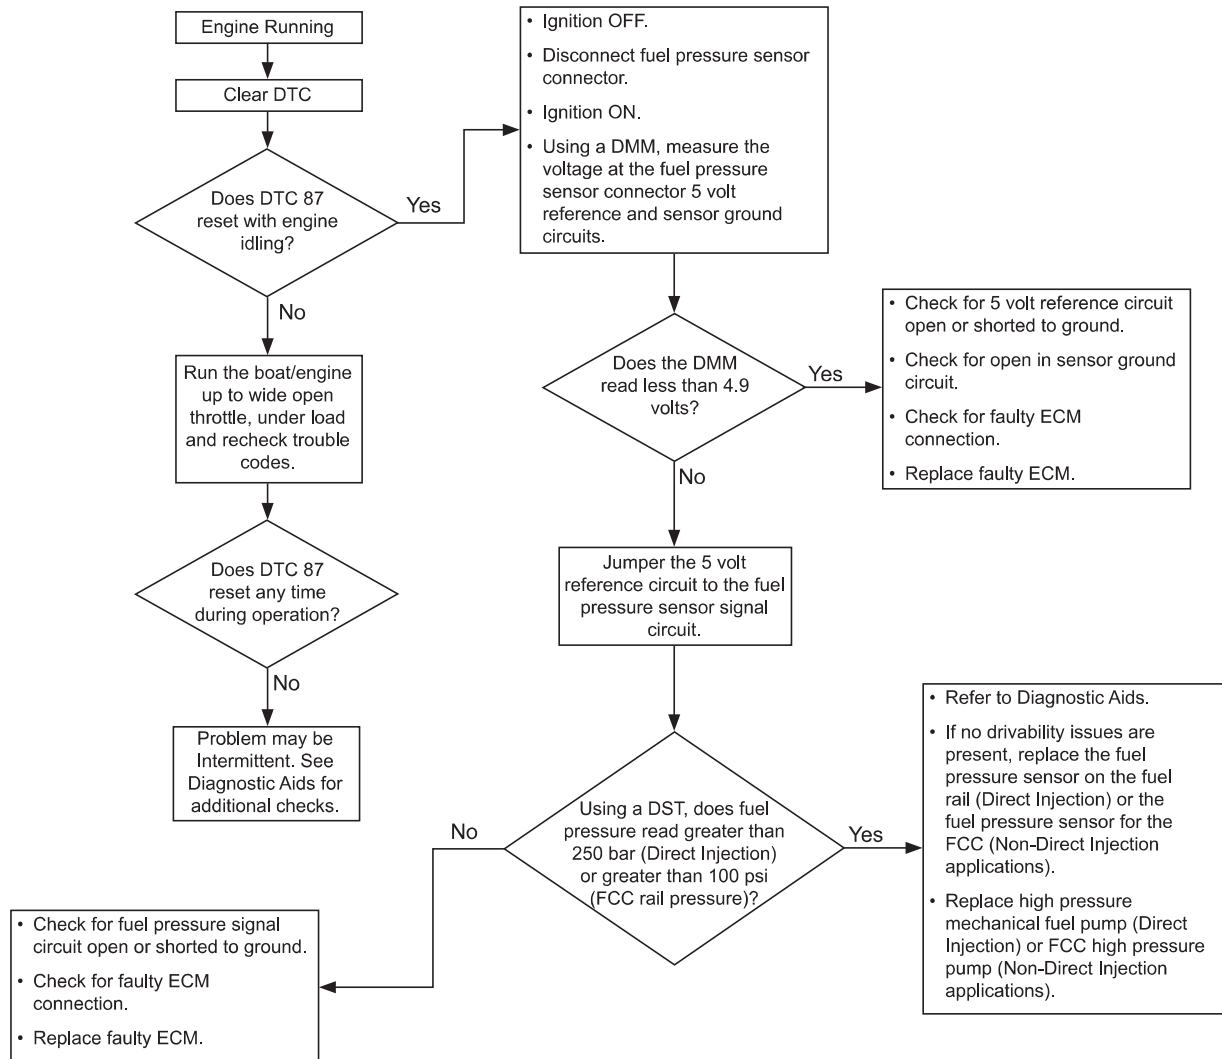 Engine Running
Clear DTC
Does DTC 87
reset with engine
idling?
Yes
No
• Ignition OFF.
• Disconnect fuel pressure sensor
connector.
• Ignition ON.
• Using a DMM, measure the
voltage at the fuel pressure
sensor connector 5 volt
reference and sensor ground
circuits.
Run the boat/engine
up to wide open
throttle, under load
and recheck trouble
codes.
Does DTC 87
reset any time
during operation?
No
Problem may be
Intermittent. See
Diagnostic Aids for
additional checks.
Does the DMM
read less than 4.9
volts?
Yes
No
• Check for 5 volt reference circuit
open or shorted to ground.
• Check for open in sensor ground
circuit.
• Check for faulty ECM
connection.
• Replace faulty ECM.
Jumper the 5 volt
reference circuit to the fuel
pressure sensor signal
circuit.
Using a DST, does fuel
pressure read greater than
250 bar (Direct Injection)
or greater than 100 psi
(FCC rail pressure)?
No
Yes
• Check for fuel pressure signal
circuit open or shorted to ground.
• Check for faulty ECM
connection.
• Replace faulty ECM.
• Refer to Diagnostic Aids.
• If no drivability issues are
present, replace the fuel
pressure sensor on the fuel
rail (Direct Injection) or the
fuel pressure sensor for the
FCC (Non-Direct Injection
applications).
• Replace high pressure
mechanical fuel pump (Direct
Injection) or FCC high pressure
pump (Non-Direct Injection
applications).